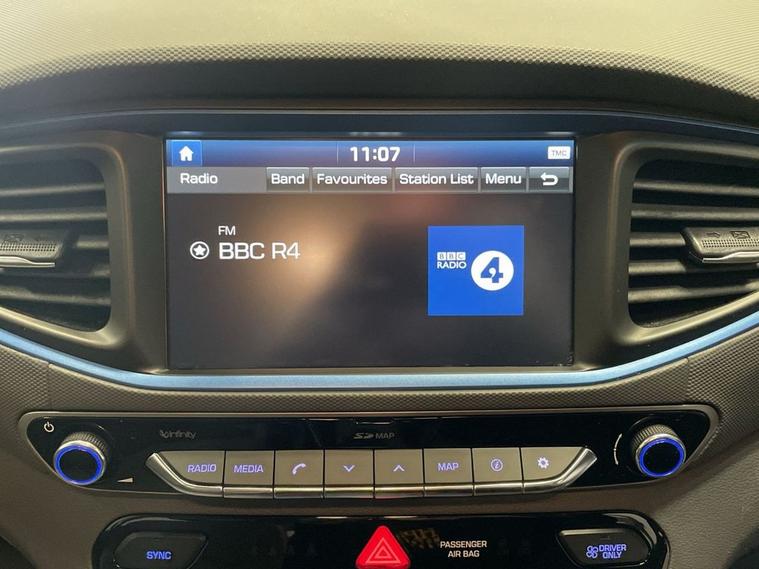 11:07 TMC
Radio Band Favourites Station List Menu
FM
BBC R4
BBC
RADIO 4
infinity SD MAP
RADIO MEDIA MAP
SYNC PASSENGER AIR BAG DRIVER ONLY